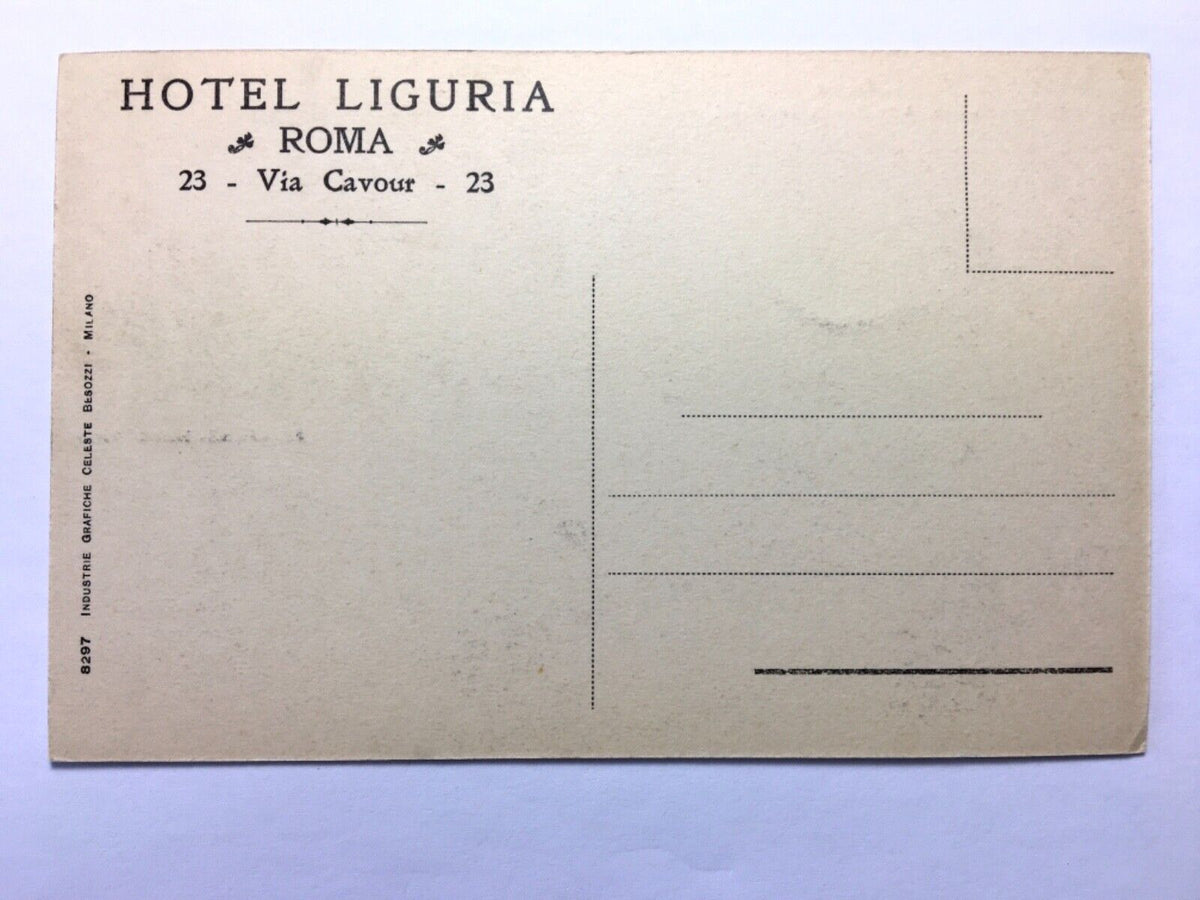 HOTEL LIGURIA
ROMA
23 - Via Cavour - 23
8297 INDUSTRIE GRAFICHE CELESTE BESOZZI - MILANO